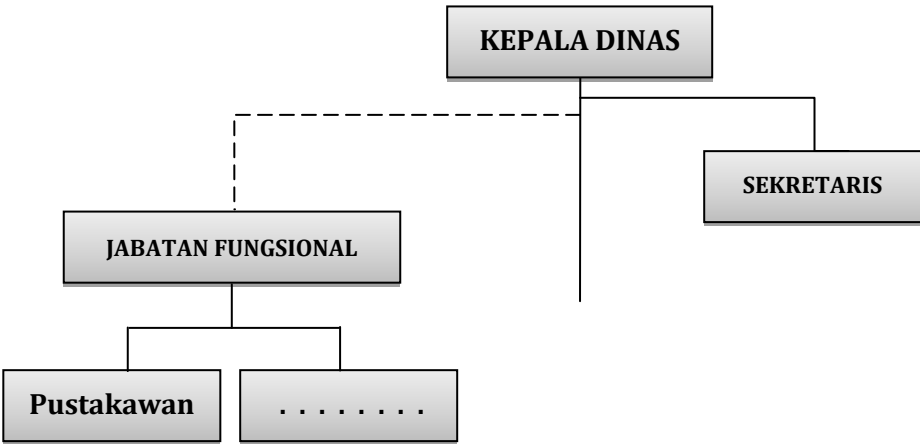 KEPALA DINAS
SEKRETARIS
JABATAN FUNGSIONAL
Pustakawan
. . . . . . . .